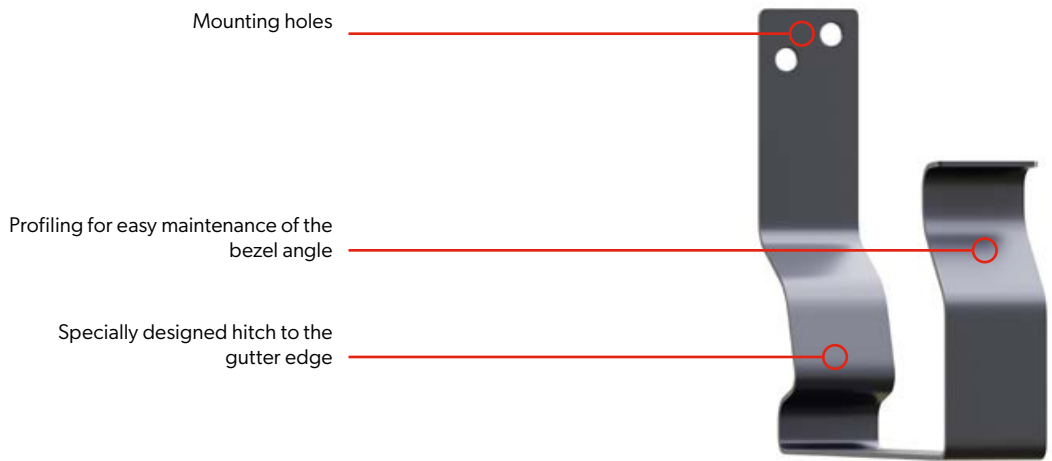 Mounting holes
Profiling for easy maintenance of the
bezel angle
Specially designed hitch to the
gutter edge